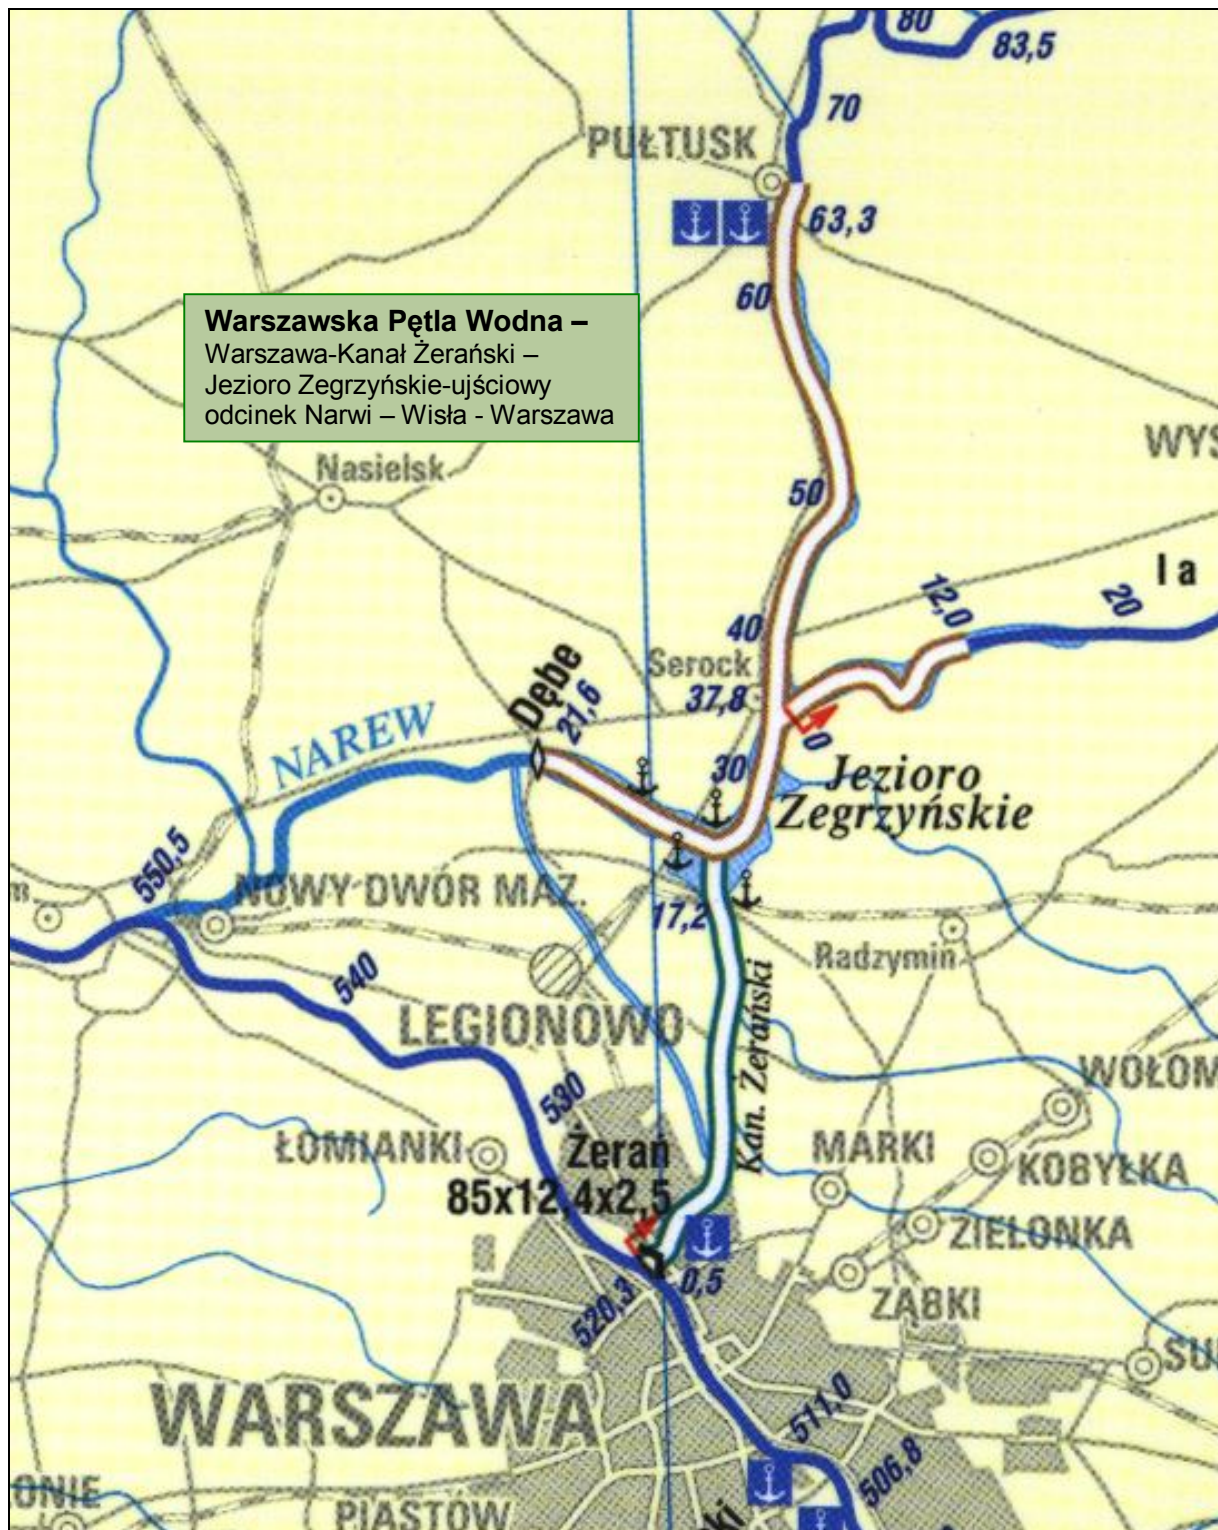 80
83,5
70
PUŁTUSK
63,3
60
Warszawska Pętla Wodna –
Warszawa-Kanał Żerański –
Jezioro Zegrzyńskie-ujściowy
odcinek Narwi – Wisła - Warszawa
WYS
Nasielsk
50
I a
12,0
20
40
Serock
Dębe
21,6
37,8
0
NAREW
30
Jezioro
Zegrzyńskie
550,5
NOWY DWÓR MAZ.
17,2
Radzymin
540
LEGIONOWO
Kan. Żerański
WOŁOM
530
ŁOMIANKI
Żerań
85x12,4x2,5
MARKI
KOBYŁKA
ZIELONKA
0,5
520,3
ZĄBKI
SU
WARSZAWA
511,0
506,8
ONIE
PIASTÓW
ki